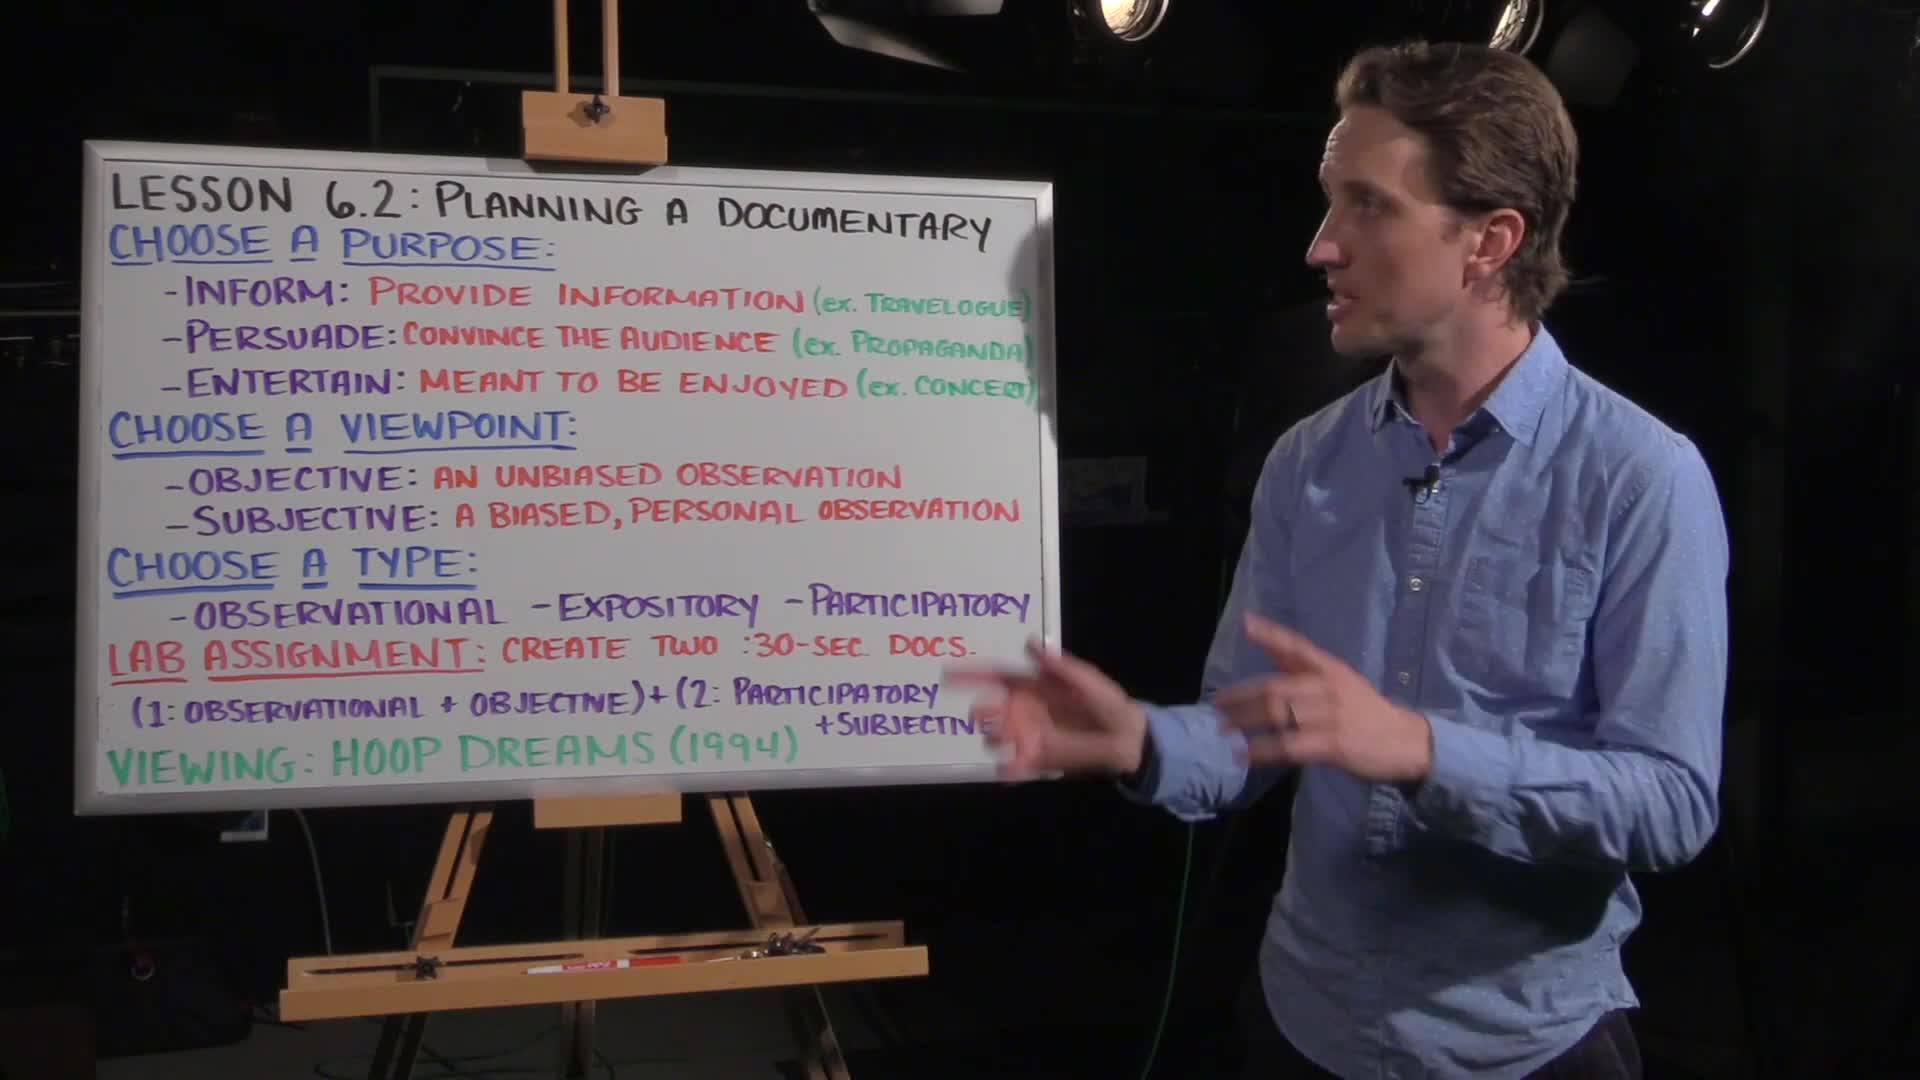 LESSON 6.2: PLANNING A DOCUMENTARY
CHOOSE A PURPOSE:
-INFORM: PROVIDE INFORMATION (ex. TRAVELOGUE)
-PERSUADE: CONVINCE THE AUDIENCE (ex. PROPAGANDA)
-ENTERTAIN: MEANT TO BE ENJOYED (ex. CONCERT)
CHOOSE A VIEWPOINT:
-OBJECTIVE: AN UNBIASED OBSERVATION
-SUBJECTIVE: A BIASED, PERSONAL OBSERVATION
CHOOSE A TYPE:
-OBSERVATIONAL -EXPOSITORY -PARTICIPATORY
LAB ASSIGNMENT: CREATE TWO :30-SEC. DOCS.
(1: OBSERVATIONAL + OBJECTIVE) + (2: PARTICIPATORY
+SUBJECTIVE
VIEWING: HOOP DREAMS (1994)